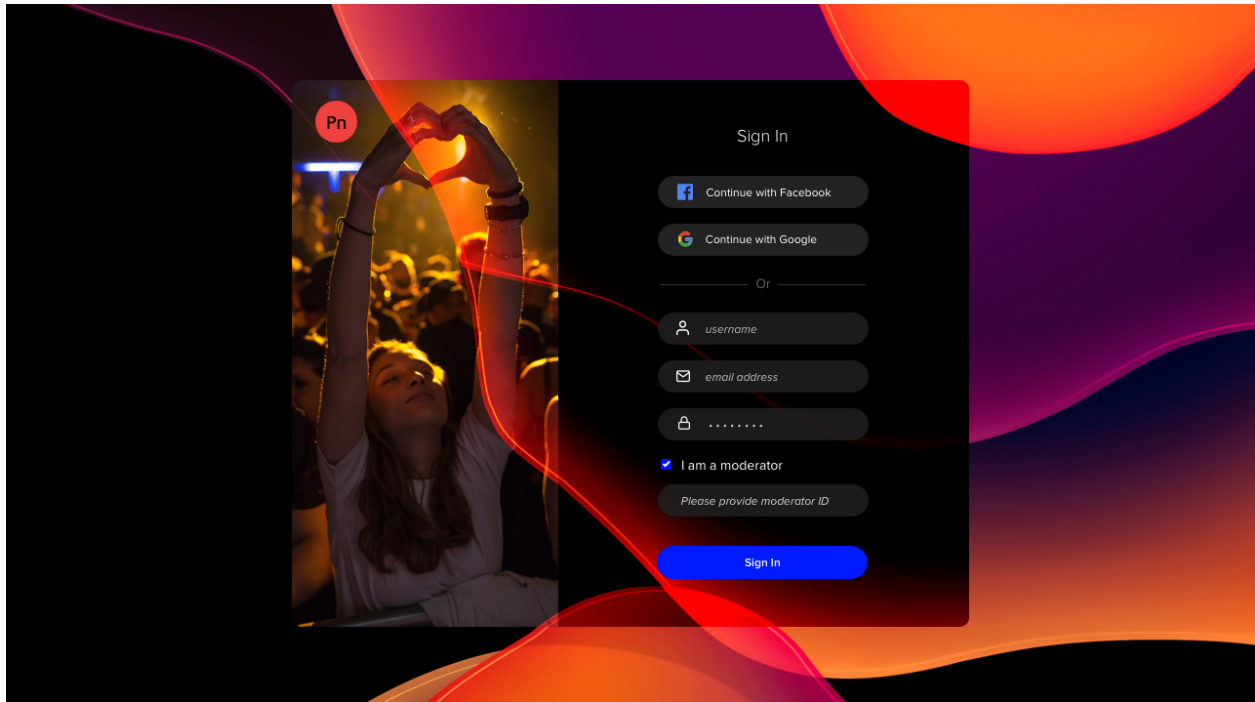 Pn
Sign In
Continue with Facebook
Continue with Google
Or
username
email address
••••••••
I am a moderator
Please provide moderator ID
Sign In